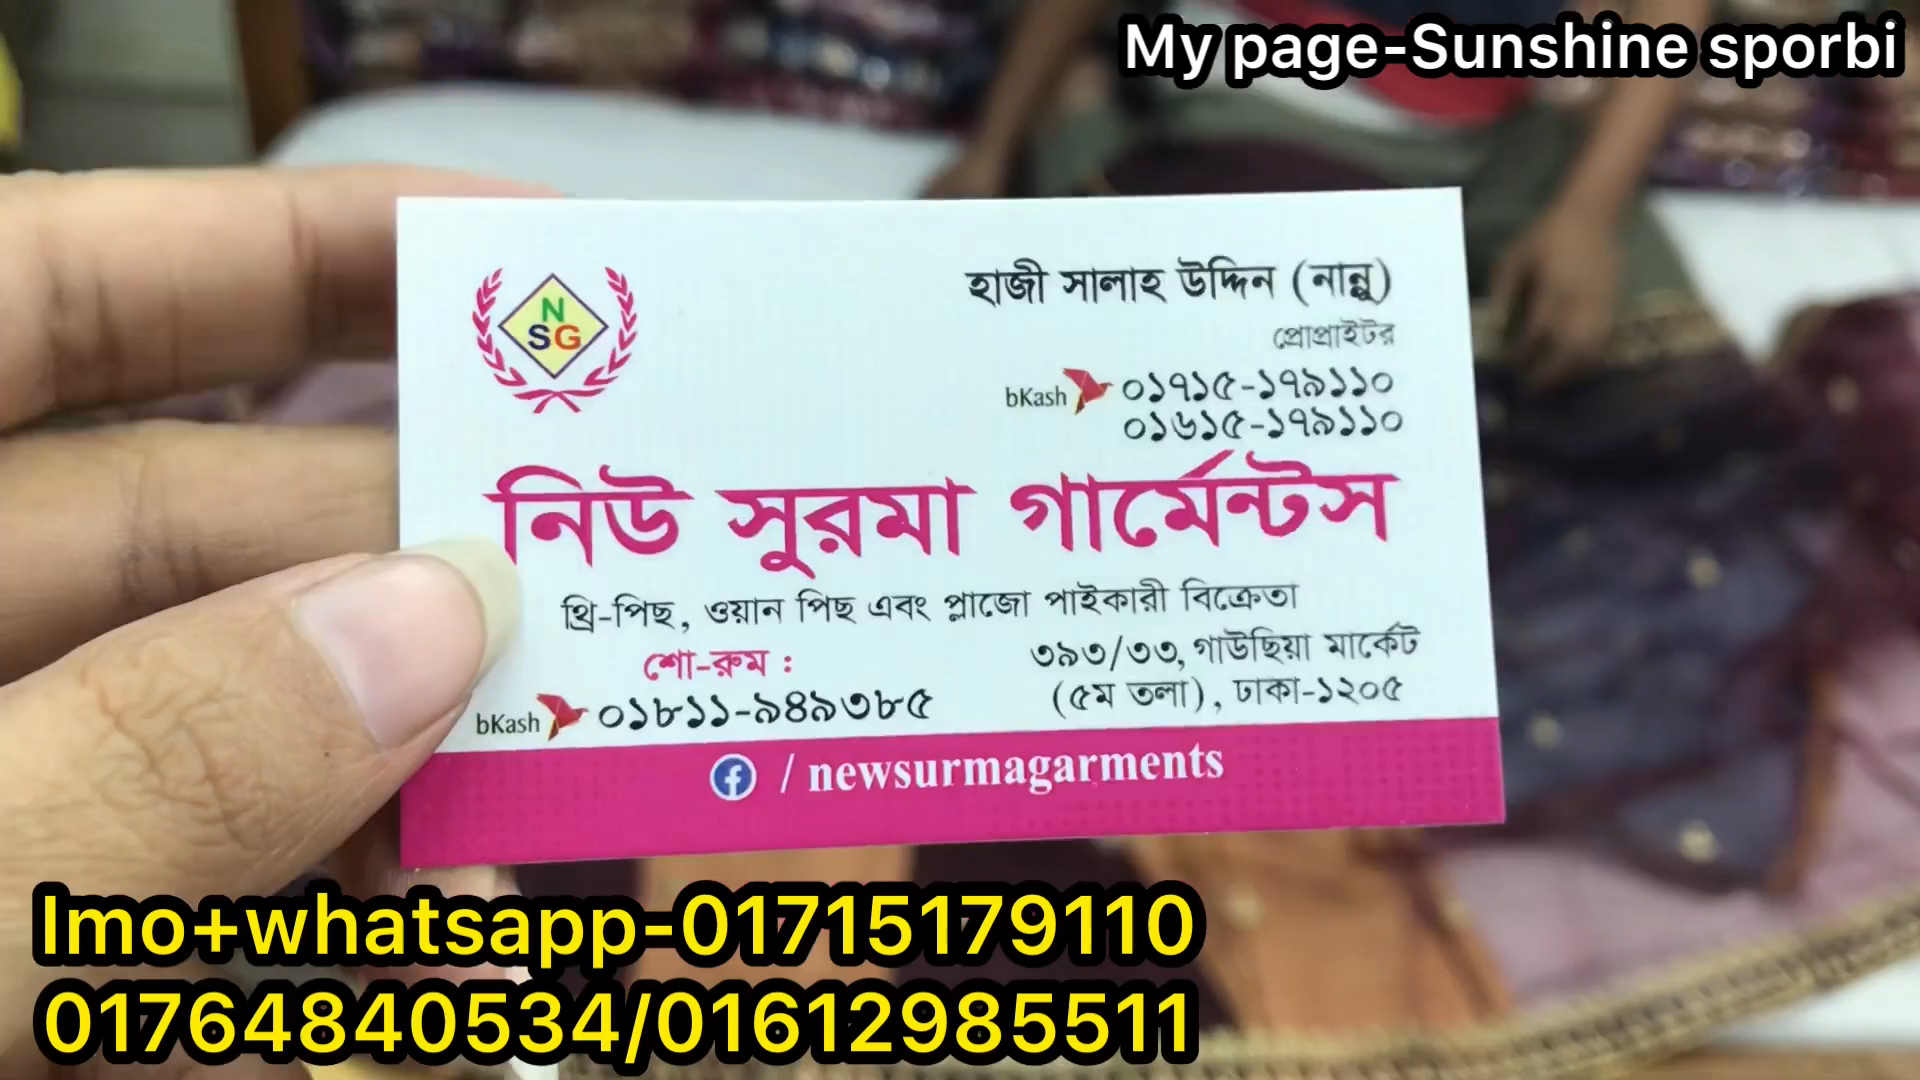 My page-Sunshine sporbi
N
SG
হাজী সালাহ উদ্দিন (নান্নু)
প্রোপ্রাইটর
bKash ০১৭১৫-১৭৯১১০
০১৬১৫-১৭৯১১০
নিউ সুরমা গার্মেন্টস
থ্রি-পিছ, ওয়ান পিছ এবং প্লাজো পাইকারী বিক্রেতা
শো-রুম :
bKash ০১৮১১-৯৪৯৩৮৫
৩৯৩/৩৩, গাউছিয়া মার্কেট
(৫ম তলা), ঢাকা-১২০৫
/ newsurmagarments
Imo+whatsapp-01715179110
01764840534/01612985511